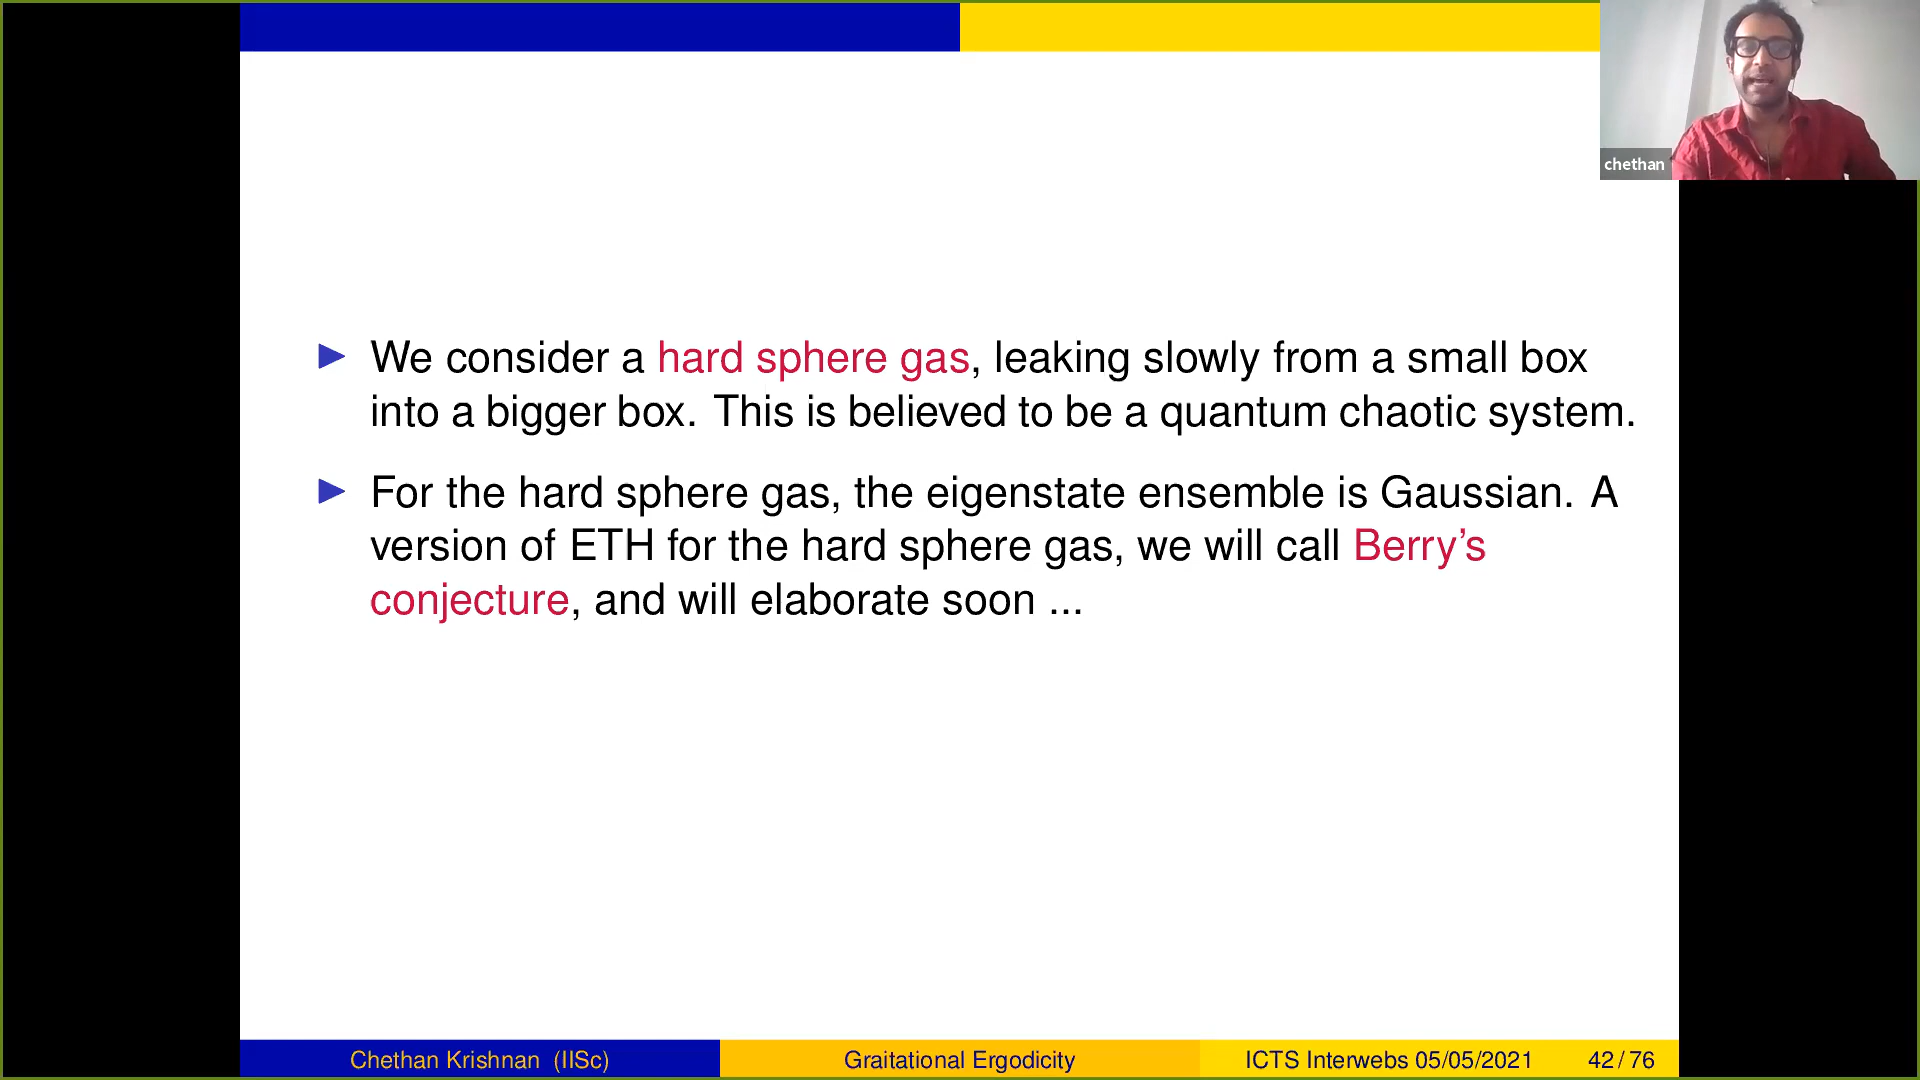 chethan
We consider a hard sphere gas, leaking slowly from a small box
into a bigger box. This is believed to be a quantum chaotic system.
For the hard sphere gas, the eigenstate ensemble is Gaussian. A
version of ETH for the hard sphere gas, we will call Berry's
conjecture, and will elaborate soon ...
Chethan Krishnan (IISc)
Graitational Ergodicity
ICTS Interwebs 05/05/2021
42 / 76